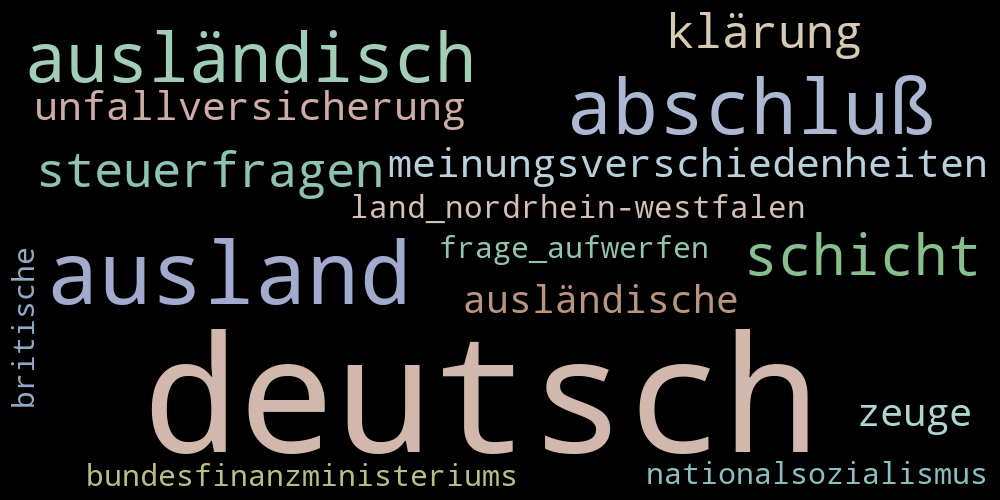 klärung
ausländisch
abschluß
unfallversicherung
steuerfragen
meinungsverschiedenheiten
land_nordrhein-westfalen
frage_aufwerfen
schicht
ausland
britische
ausländische
deutsch
zeuge
bundesfinanzministeriums
nationalsozialismus